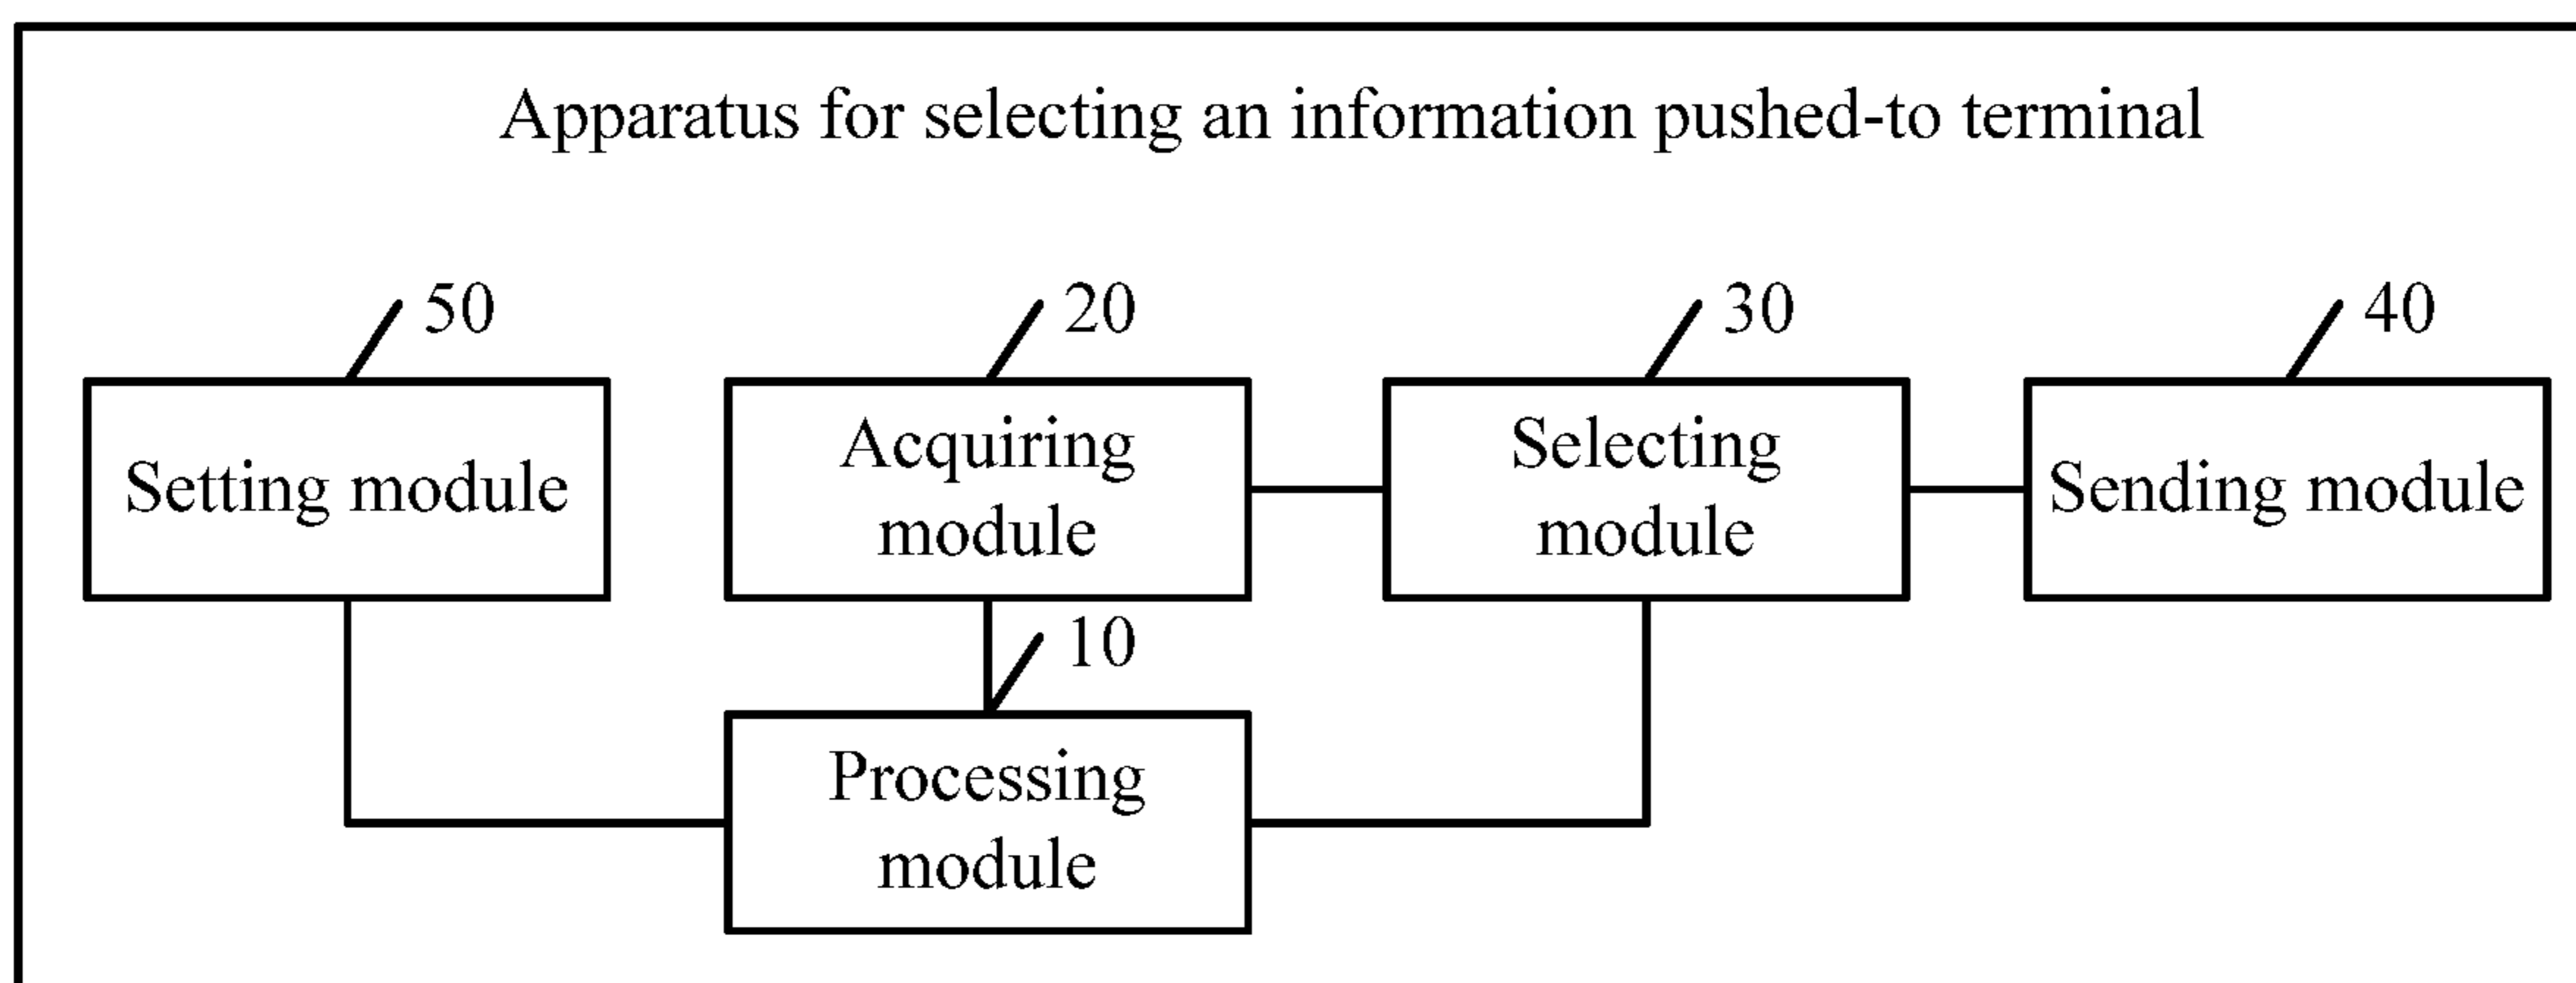 Apparatus for selecting an information pushed-to terminal
50
20
30
40
Setting module
Acquiring
module
Selecting
module
Sending module
10
Processing
module